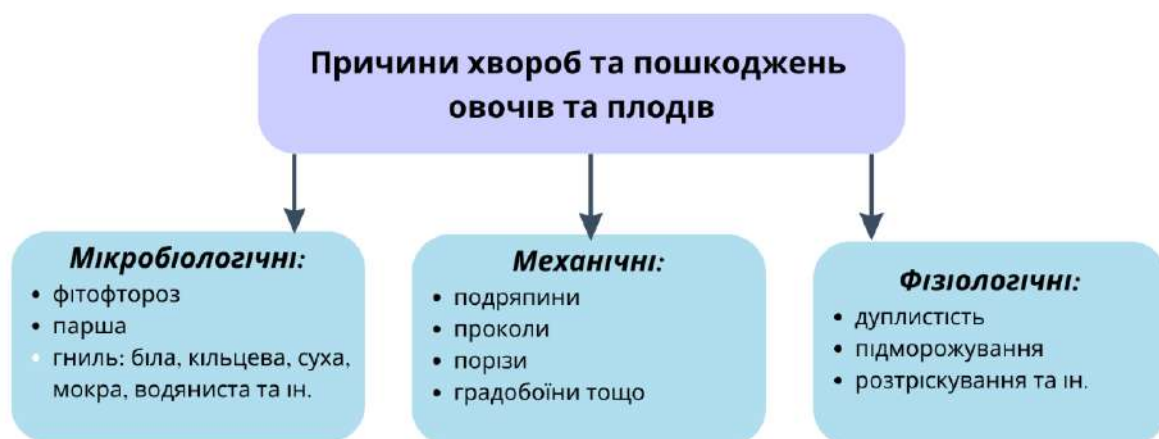 Причини хвороб та пошкоджень
овочів та плодів
Мікробіологічні:
• фітофтороз
• парша
• гниль: біла, кільцева, суха,
мокра, водяниста та ін.
Механічні:
• подряпини
• проколи
• порізи
• градобоїни тощо
Фізіологічні:
• дуплистість
• підморожування
• розтріскування та ін.